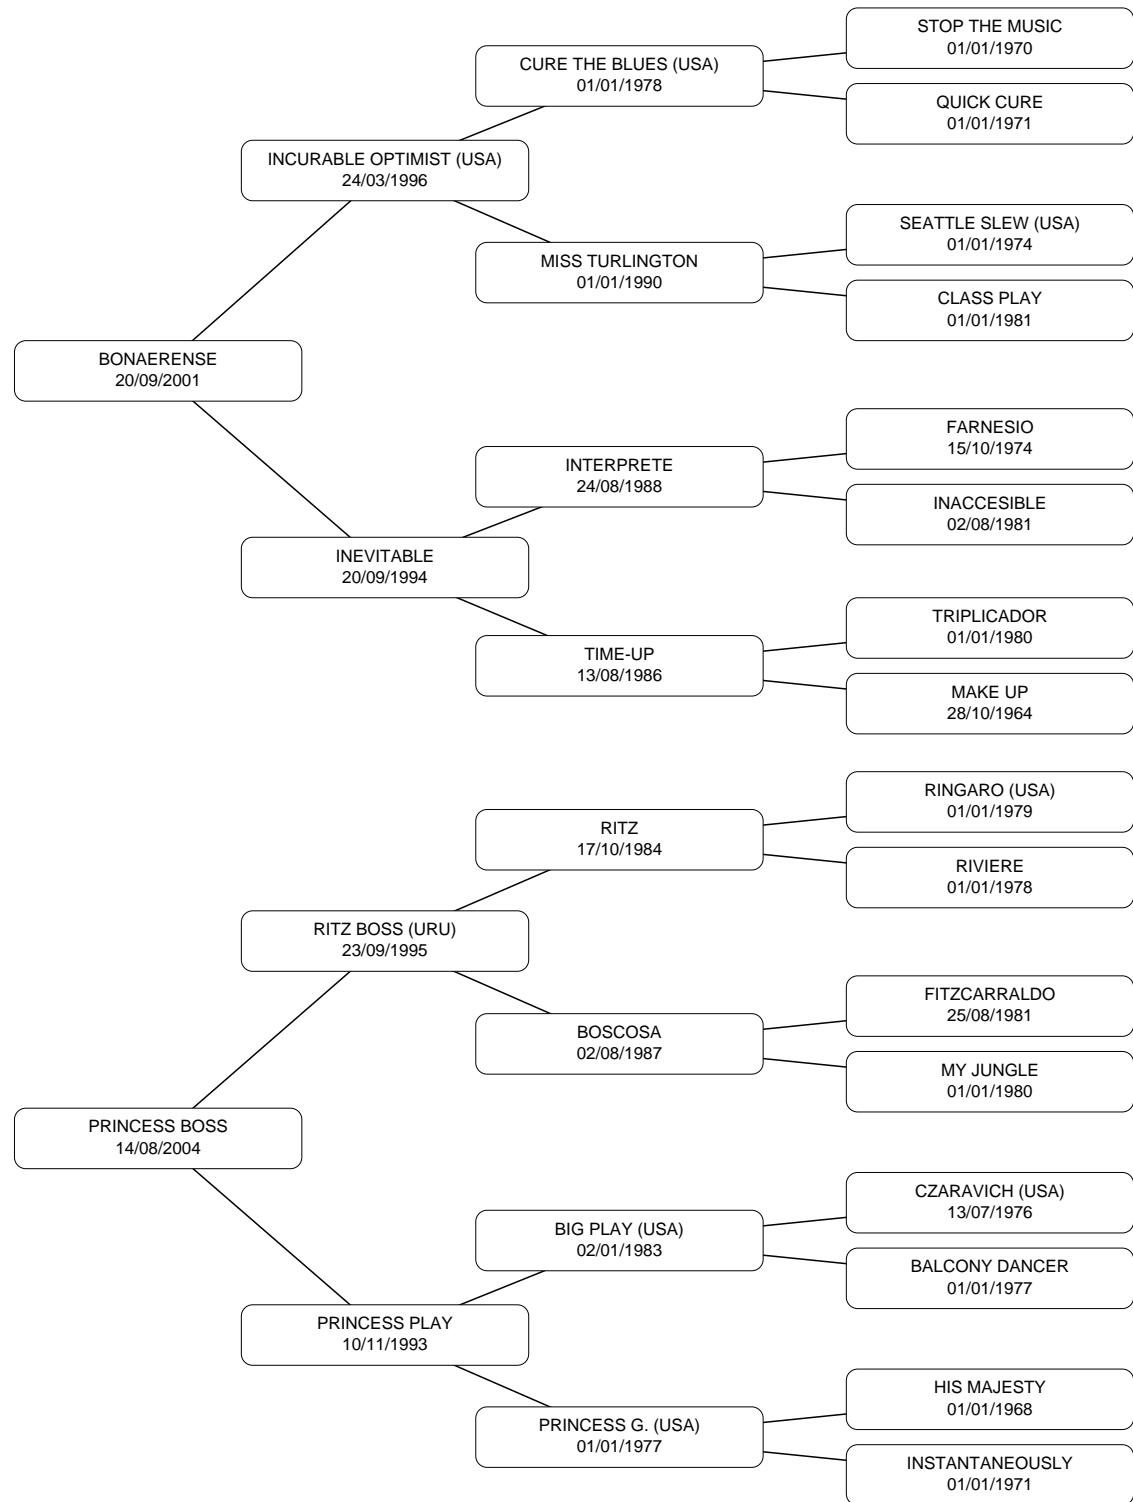 STOP THE MUSIC
01/01/1970
CURE THE BLUES (USA)
01/01/1978
QUICK CURE
01/01/1971
INCURABLE OPTIMIST (USA)
24/03/1996
SEATTLE SLEW (USA)
01/01/1974
MISS TURLINGTON
01/01/1990
CLASS PLAY
01/01/1981
BONAERENSE
20/09/2001
FARNESIO
15/10/1974
INTERPRETE
24/08/1988
INACCESIBLE
02/08/1981
INEVITABLE
20/09/1994
TRIPLICADOR
01/01/1980
TIME-UP
13/08/1986
MAKE UP
28/10/1964
RINGARO (USA)
01/01/1979
RITZ
17/10/1984
RIVIERE
01/01/1978
RITZ BOSS (URU)
23/09/1995
FITZCARRALDO
25/08/1981
BOSCOSA
02/08/1987
MY JUNGLE
01/01/1980
PRINCESS BOSS
14/08/2004
CZARAVICH (USA)
13/07/1976
BIG PLAY (USA)
02/01/1983
BALCONY DANCER
01/01/1977
PRINCESS PLAY
10/11/1993
HIS MAJESTY
01/01/1968
PRINCESS G. (USA)
01/01/1977
INSTANTANEOUSLY
01/01/1971